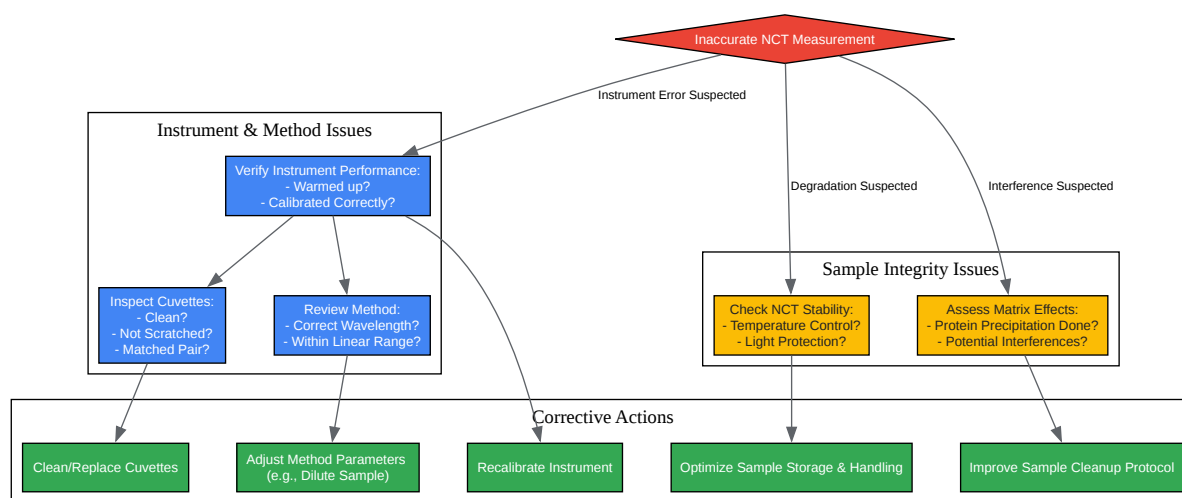 Inaccurate NCT Measurement
Instrument Error Suspected
Degradation Suspected
Interference Suspected
Instrument & Method Issues
Verify Instrument Performance:
- Warmed up?
- Calibrated Correctly?
Inspect Cuvettes:
- Clean?
- Not Scratched?
- Matched Pair?
Review Method:
- Correct Wavelength?
- Within Linear Range?
Sample Integrity Issues
Check NCT Stability:
- Temperature Control?
- Light Protection?
Assess Matrix Effects:
- Protein Precipitation Done?
- Potential Interferences?
Corrective Actions
Clean/Replace Cuvettes
Adjust Method Parameters
(e.g., Dilute Sample)
Recalibrate Instrument
Optimize Sample Storage & Handling
Improve Sample Cleanup Protocol